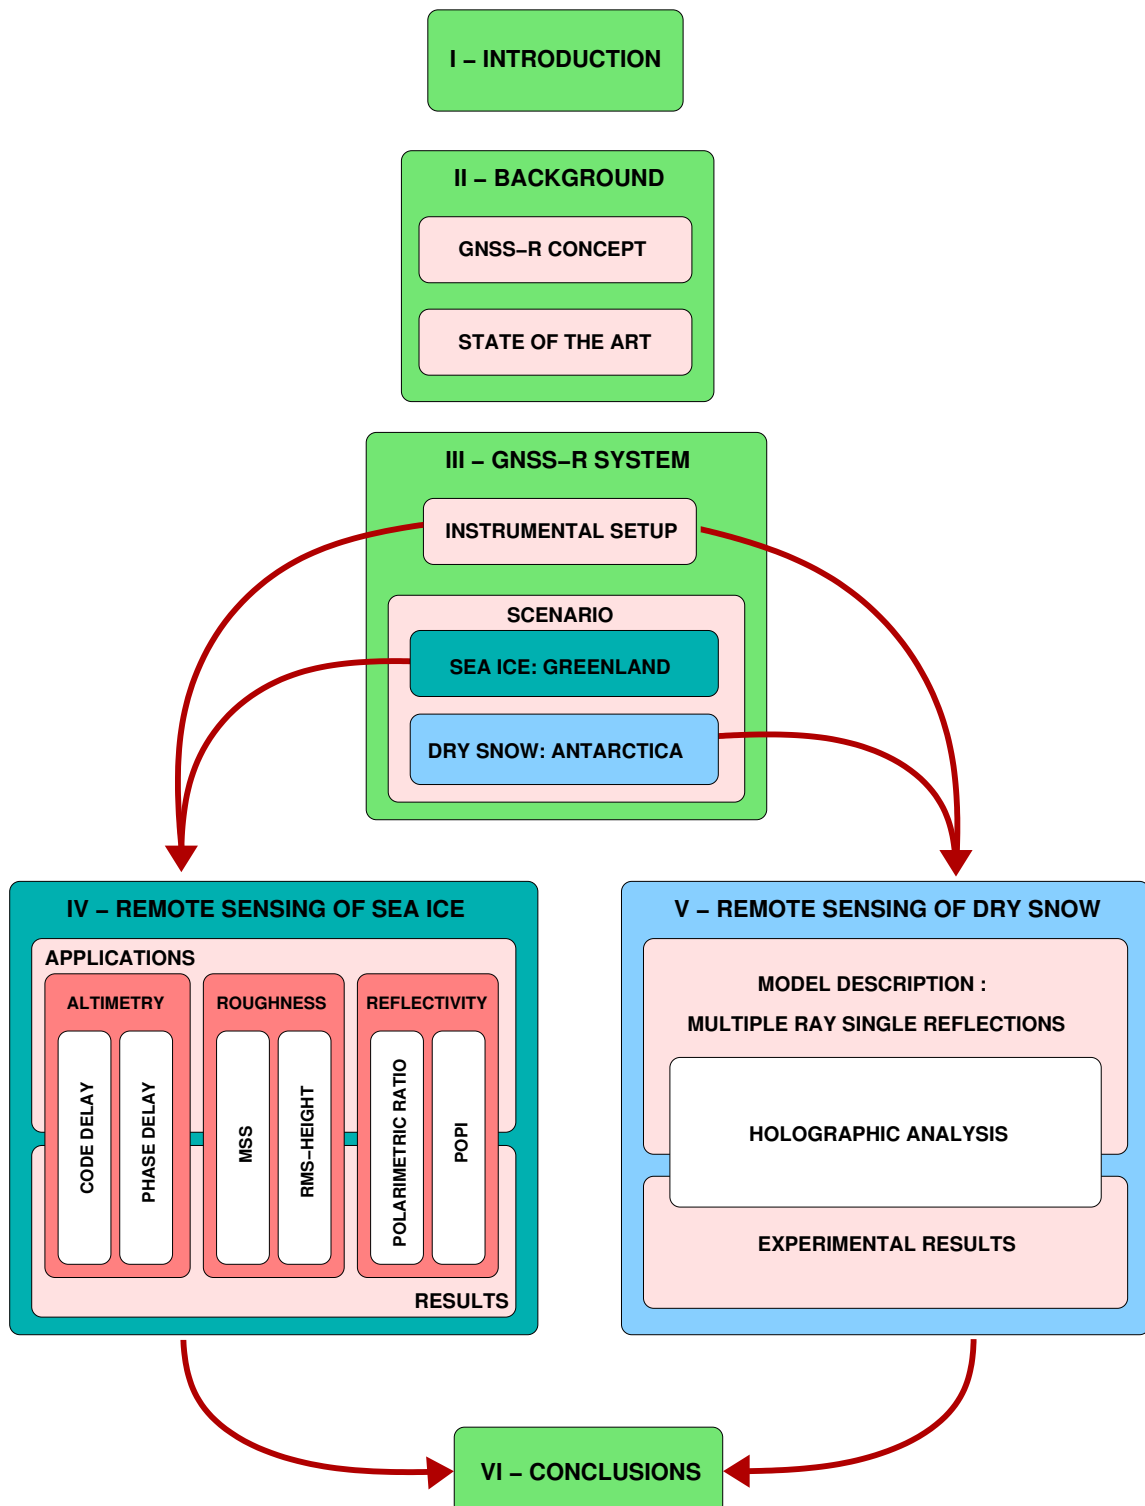 I – INTRODUCTION
II – BACKGROUND
GNSS–R CONCEPT
STATE OF THE ART
III – GNSS–R SYSTEM
INSTRUMENTAL SETUP
SCENARIO
SEA ICE: GREENLAND
DRY SNOW: ANTARCTICA
IV – REMOTE SENSING OF SEA ICE
APPLICATIONS
ALTIMETRY
CODE DELAY
PHASE DELAY
ROUGHNESS
MSS
RMS–HEIGHT
REFLECTIVITY
POLARIMETRIC RATIO
POPI
RESULTS
V – REMOTE SENSING OF DRY SNOW
MODEL DESCRIPTION :
MULTIPLE RAY SINGLE REFLECTIONS
HOLOGRAPHIC ANALYSIS
EXPERIMENTAL RESULTS
VI – CONCLUSIONS